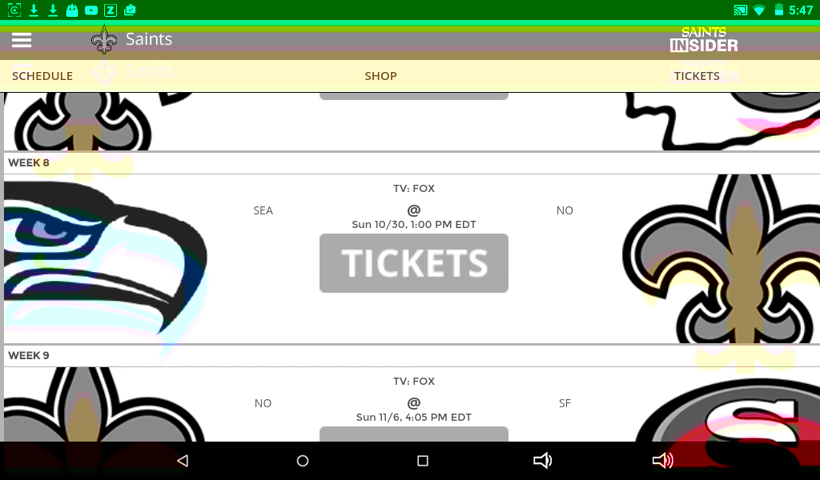 5:47
Saints
SAINTS
INSIDER
SCHEDULE SHOP TICKETS
WEEK 8
TV: FOX
SEA @ NO
Sun 10/30, 1:00 PM EDT
TICKETS
WEEK 9
TV: FOX
NO @ SF
Sun 11/6, 4:05 PM EDT